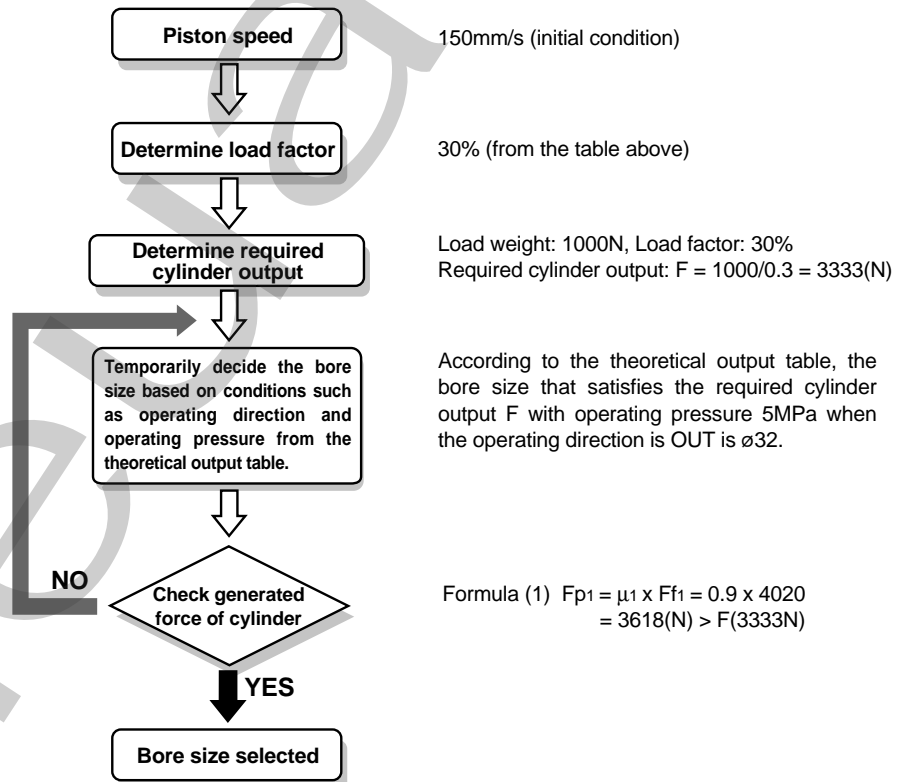 Piston speed
150mm/s (initial condition)
Determine load factor
30% (from the table above)
Determine required
cylinder output
Load weight: 1000N, Load factor: 30%
Required cylinder output: F = 1000/0.3 = 3333(N)
Temporarily decide the bore
size based on conditions such
as operating direction and
operating pressure from the
theoretical output table.
According to the theoretical output table, the
bore size that satisfies the required cylinder
output F with operating pressure 5MPa when
the operating direction is OUT is ø32.
NO
Check generated
force of cylinder
Formula (1) Fp1 = μ1 x Ff1 = 0.9 x 4020
= 3618(N) > F(3333N)
YES
Bore size selected